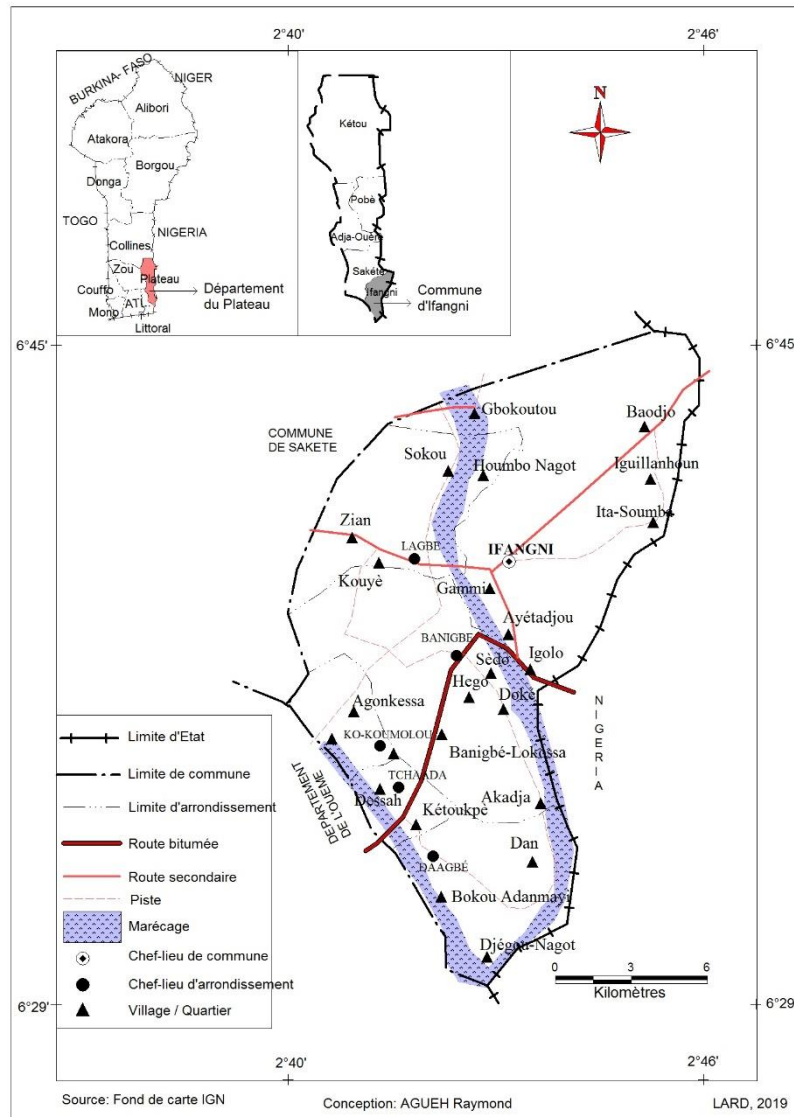 2°40'
2°46'
BURKINA- FASO
NIGER
Alibori
Atakora
Borgou
Donga
TOGO
NIGERIA
Collines
Zou
Plateau
Couffo
ATL
Mono
Littoral
Département
du Plateau
Kétou
Pobè
Adja-Ouèrè
Sakété
Ifangni
Commune
d'Ifangni
N
6°45'
6°45'
COMMUNE
DE SAKETE
Gbokoutou
Baodjo
Sokou
Houmbo Nagot
Iguillanhoun
Ita-Soumba
Zian
LAGBE
IFANGNI
Kouyè
Gammi
Ayétadjou
BANIGBE
Sèdo
Igolo
Hego
Doké
Agonkessa
KO-KOUMOLOU
Banigbé-Lokossa
NIGERIA
TCHAADA
Dessah
DEPARTEMENT
DE L'OUEME
Kétoukpè
Akadja
DAAGBÉ
Dan
Bokou Adanmayi
Djégou-Nagot
Limite d'Etat
Limite de commune
Limite d'arrondissement
Route bitumée
Route secondaire
Piste
Marécage
Chef-lieu de commune
Chef-lieu d'arrondissement
Village / Quartier
0 3 6
Kilomètres
6°29'
6°29'
2°40'
2°46'
Source: Fond de carte IGN
Conception: AGUEH Raymond
LARD, 2019